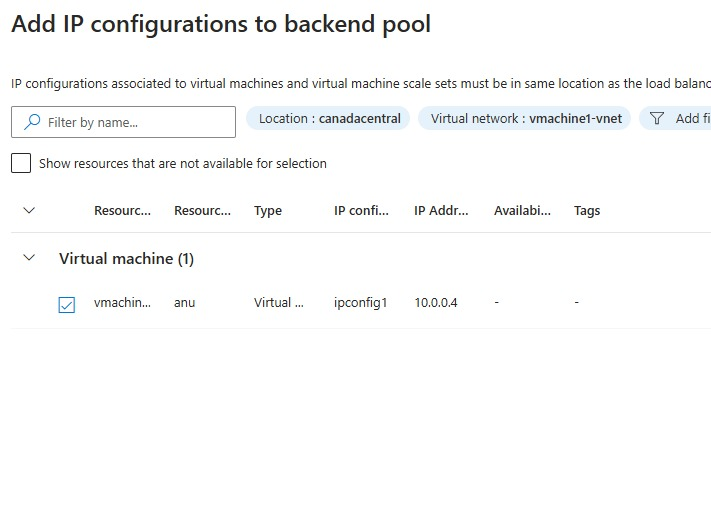 Add IP configurations to backend pool
IP configurations associated to virtual machines and virtual machine scale sets must be in same location as the load balanc
Filter by name...
Location : canadacentral
Virtual network : vmachine1-vnet
Add fi
Show resources that are not available for selection
Resourc... Resourc... Type IP confi... IP Addr... Availabi... Tags
Virtual machine (1)
vmachin... anu Virtual ... ipconfig1 10.0.0.4 - -